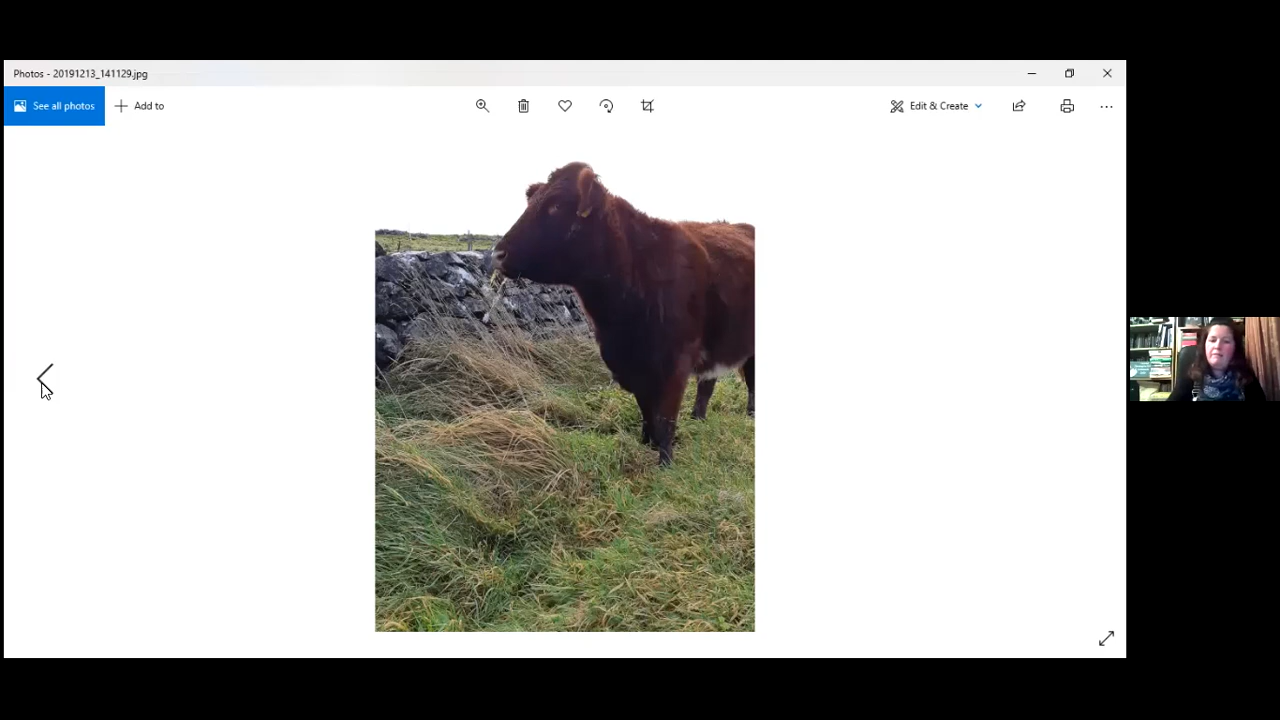 Photos - 20191213_141129.jpg
See all photos
Add to
Edit & Create